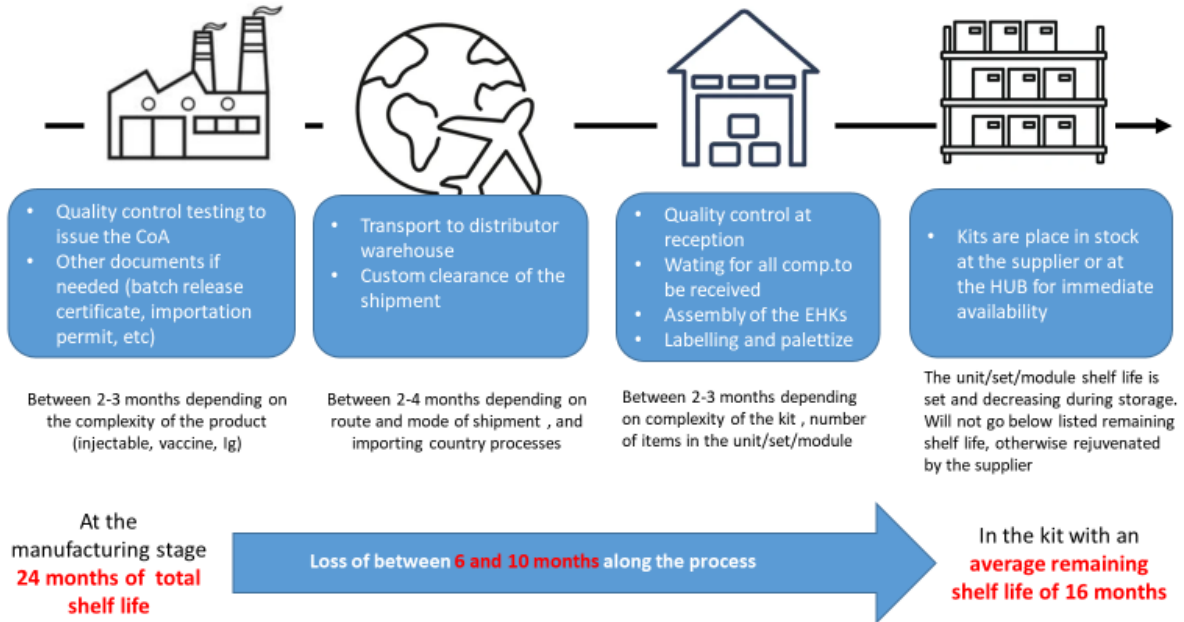 • Quality control testing to
issue the CoA
• Other documents if
needed (batch release
certificate, importation
permit, etc)
• Transport to distributor
warehouse
• Custom clearance of the
shipment
• Quality control at
reception
• Wating for all comp.to
be received
• Assembly of the EHKs
• Labelling and palettize
• Kits are place in stock
at the supplier or at
the HUB for immediate
availability
Between 2-3 months depending on
the complexity of the product
(injectable, vaccine, Ig)
Between 2-4 months depending on
route and mode of shipment , and
importing country processes
Between 2-3 months depending
on complexity of the kit , number
of items in the unit/set/module
The unit/set/module shelf life is
set and decreasing during storage.
Will not go below listed remaining
shelf life, otherwise rejuvenated
by the supplier
At the
manufacturing stage
24 months of total
shelf life
Loss of between 6 and 10 months along the process
In the kit with an
average remaining
shelf life of 16 months